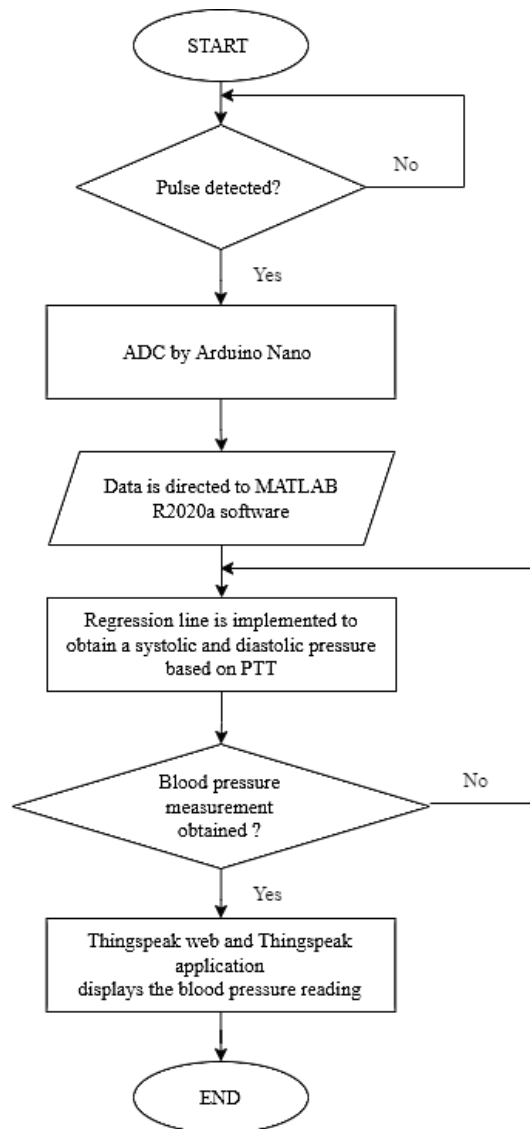 START
Pulse detected?
No
Yes
ADC by Arduino Nano
Data is directed to MATLAB
R2020a software
Regression line is implemented to
obtain a systolic and diastolic pressure
based on PTT
Blood pressure
measurement
obtained ?
No
Yes
Thingspeak web and Thingspeak
application
displays the blood pressure reading
END